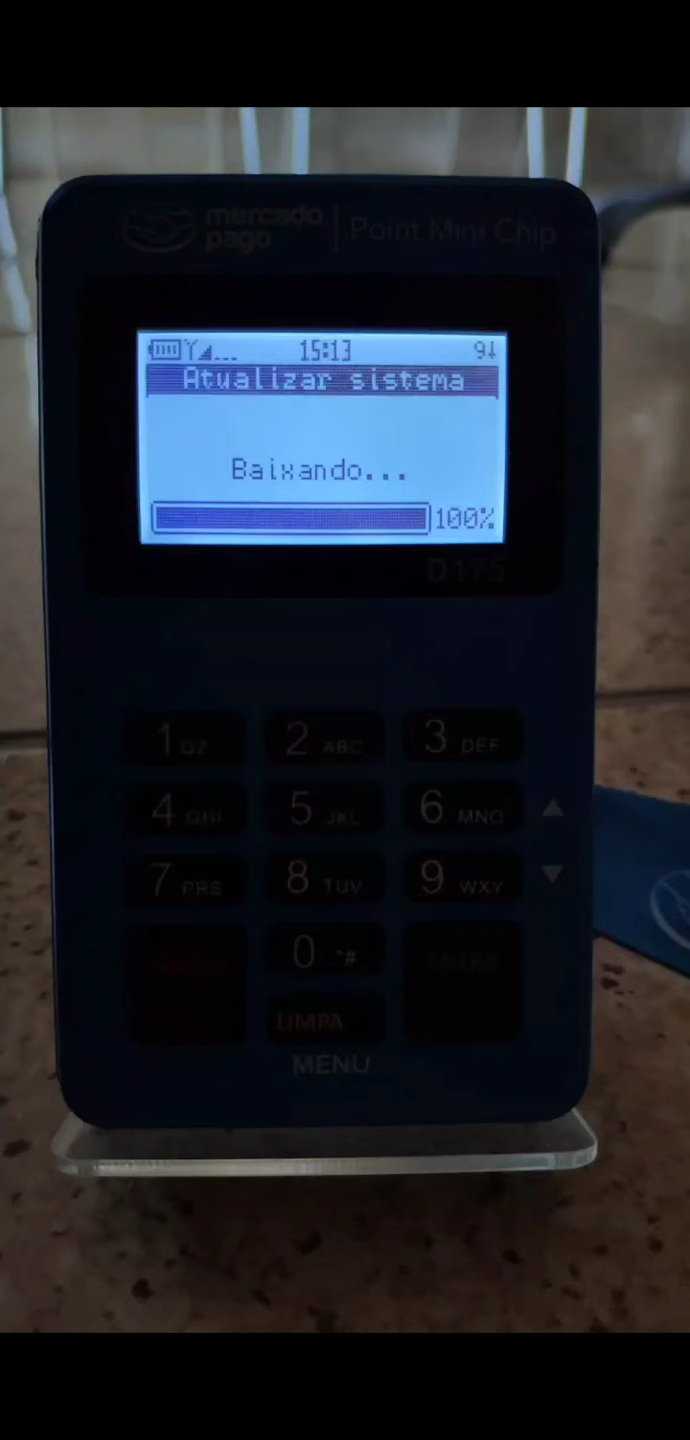 mercado pago | Point Mini Chip
15:13 9↓
Atualizar sistema
Baixando...
100%
D175
1 QZ 2 ABC 3 DEF
4 GHI 5 JKL 6 MNO
7 PRS 8 TUV 9 WXY
0 .*#
LIMPA
MENU